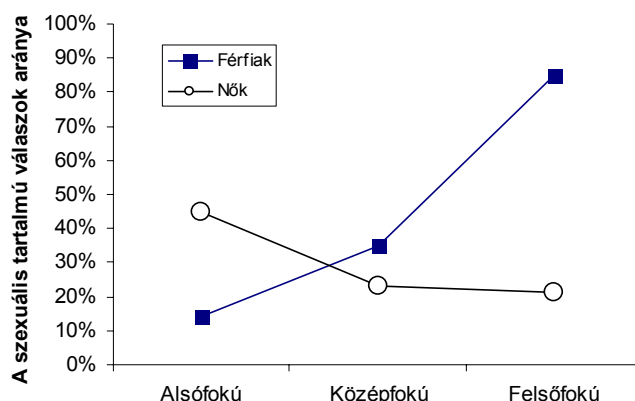 A szexuális tartalmú válaszok aránya
100%
90%
80%
70%
60%
50%
40%
30%
20%
10%
0%
Férfiak
Nők
Alsófokú
Középfokú
Felsőfokú